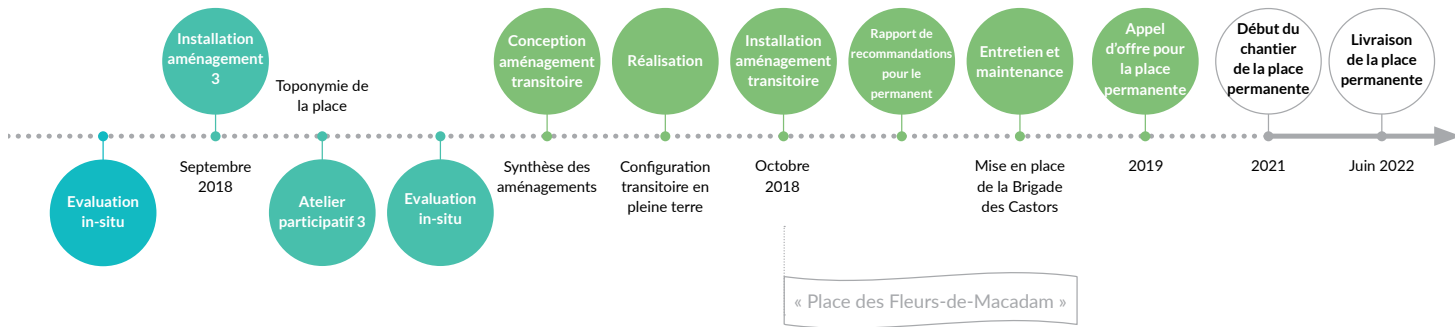 Evaluation
in-situ
Installation
aménagement
3
Septembre
2018
Toponymie de
la place
Atelier
participatif 3
Evaluation
in-situ
Conception
aménagement
transitoire
Synthèse des
aménagements
Réalisation
Configuration
transitoire en
pleine terre
Installation
aménagement
transitoire
Octobre
2018
« Place des Fleurs-de-Macadam »
Rapport de
recommandations
pour le
permanent
Entretien et
maintenance
Mise en place
de la Brigade
des Castors
Appel
d'offre pour
la place
permanente
2019
Début du
chantier
de la place
permanente
2021
Livraison
de la place
permanente
Juin 2022